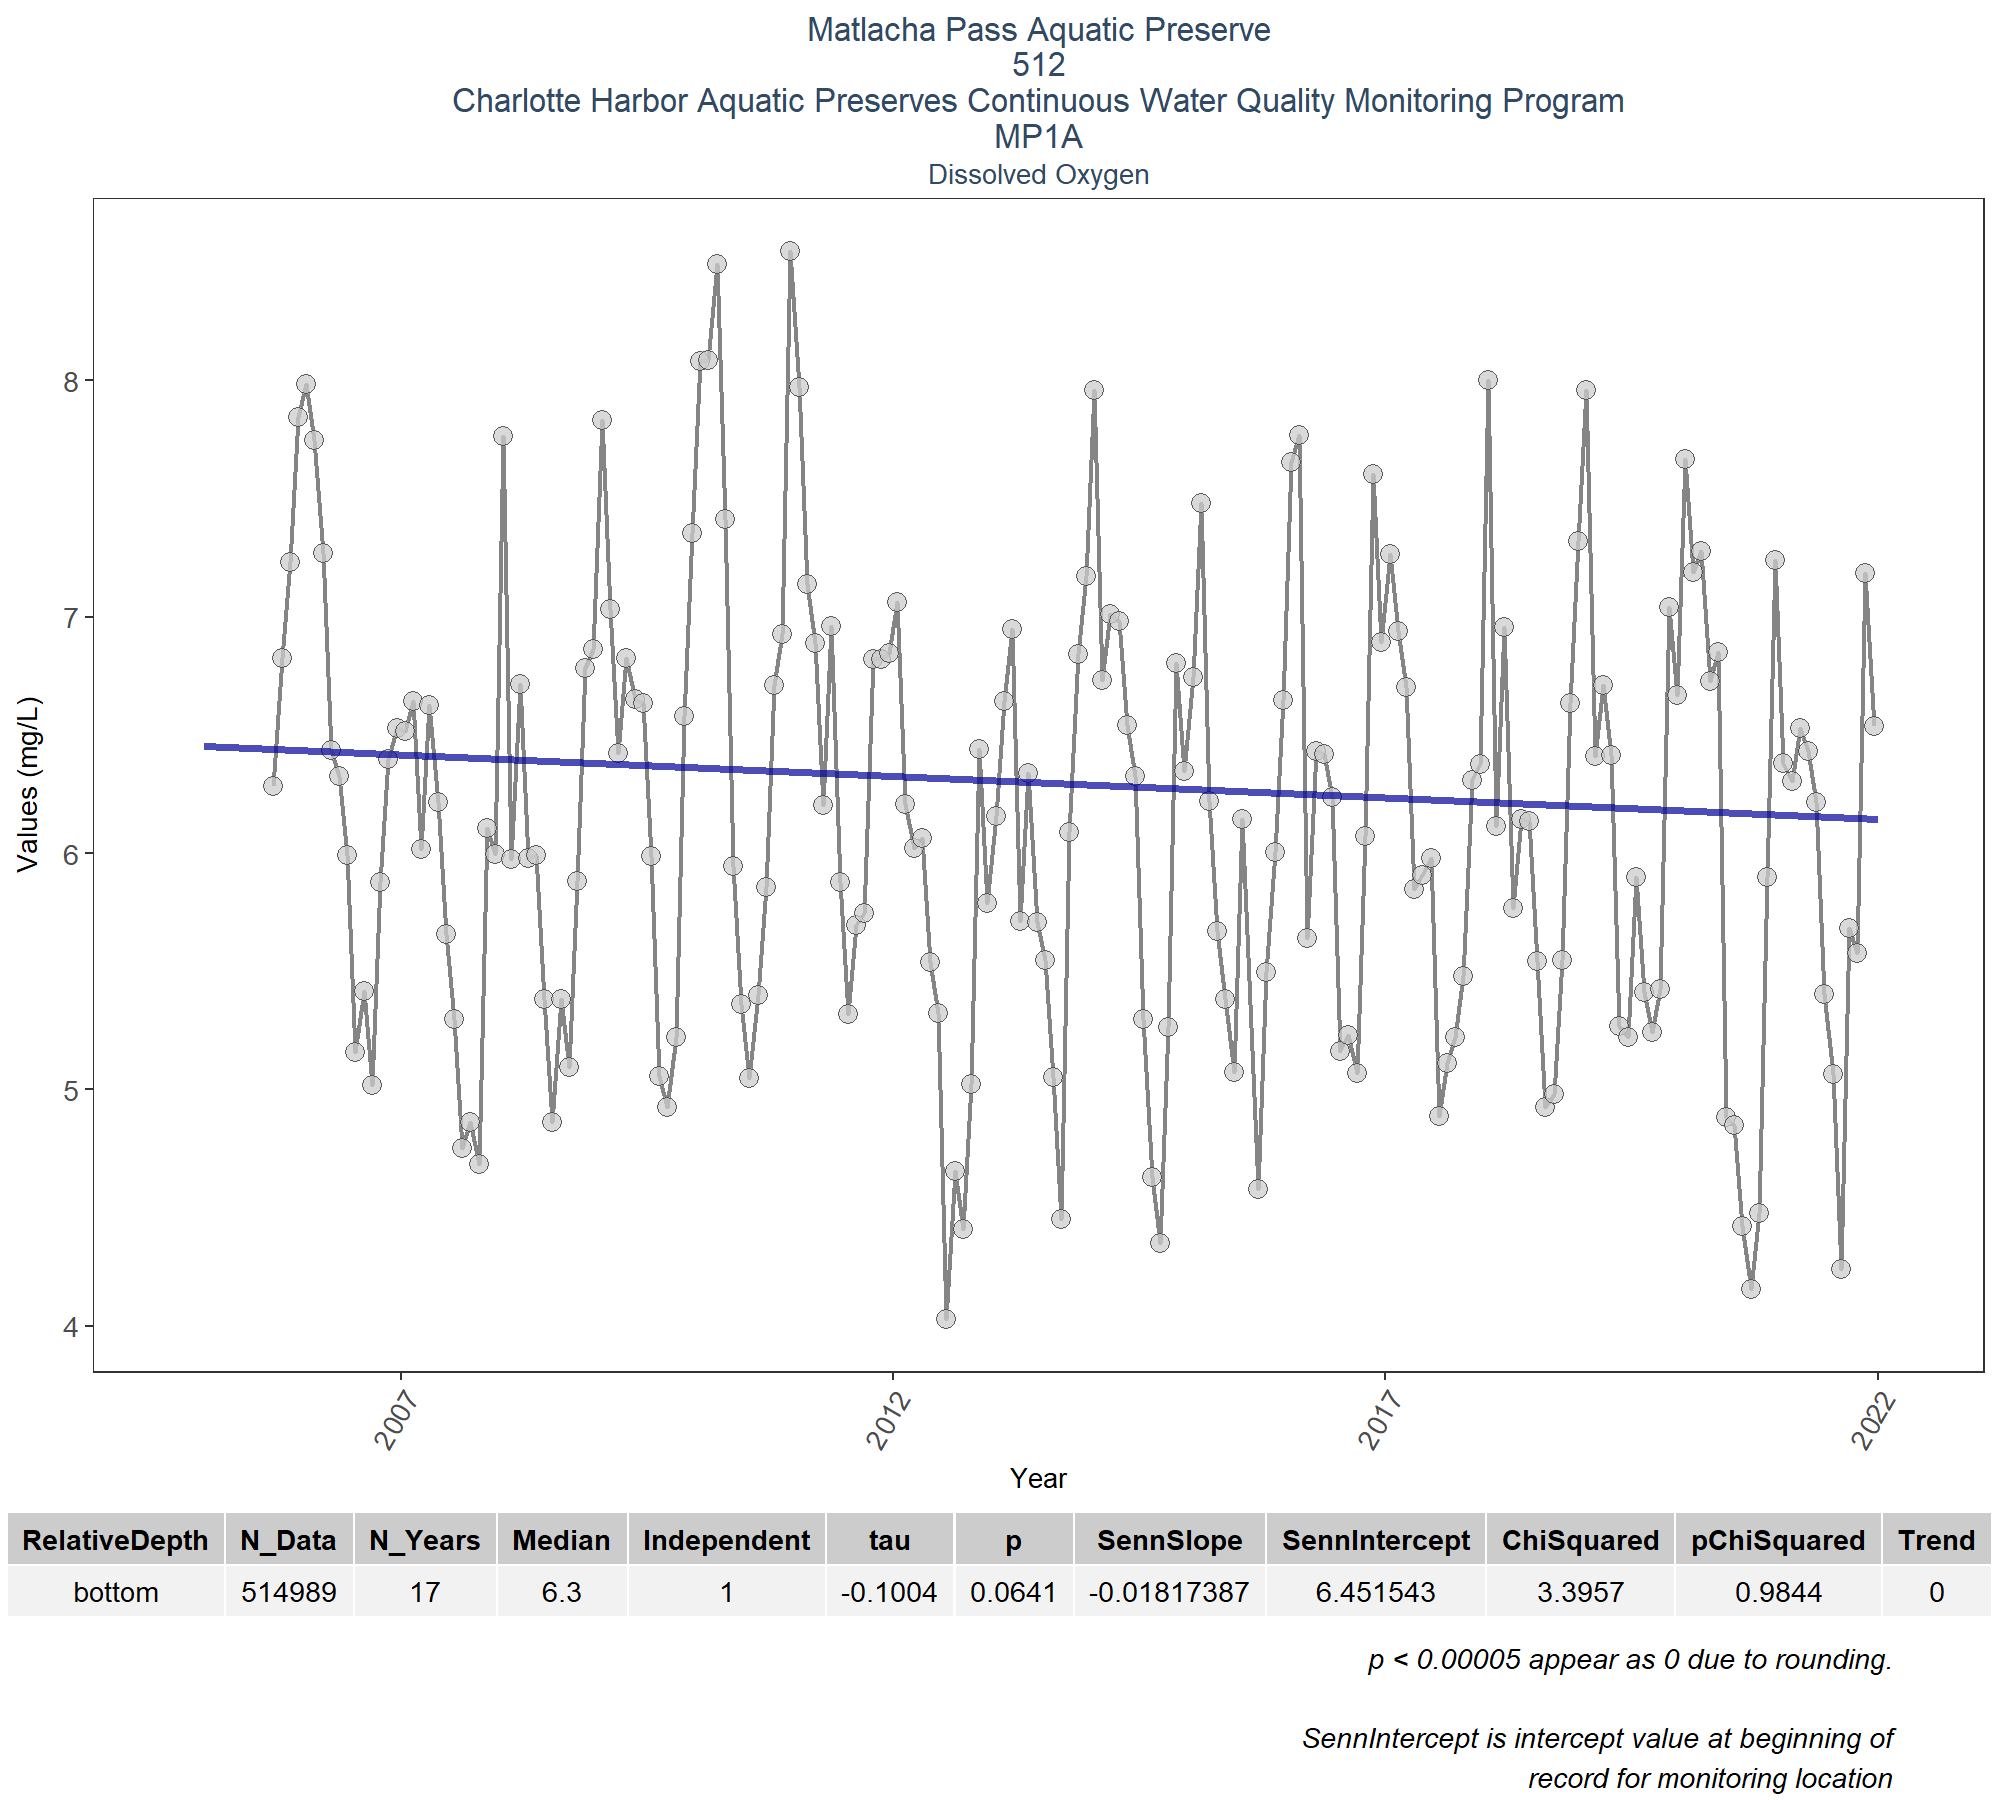 Matlacha Pass Aquatic Preserve
512
Charlotte Harbor Aquatic Preserves Continuous Water Quality Monitoring Program
MP1A
Dissolved Oxygen
Values (mg/L)
8
7
6
5
4
2007 2012 2017 2022
Year
RelativeDepth N_Data N_Years Median Independent tau p SennSlope SennIntercept ChiSquared pChiSquared Trend
bottom 514989 17 6.3 1 -0.1004 0.0641 -0.01817387 6.451543 3.3957 0.9844 0
p < 0.00005 appear as 0 due to rounding.
SennIntercept is intercept value at beginning of
record for monitoring location